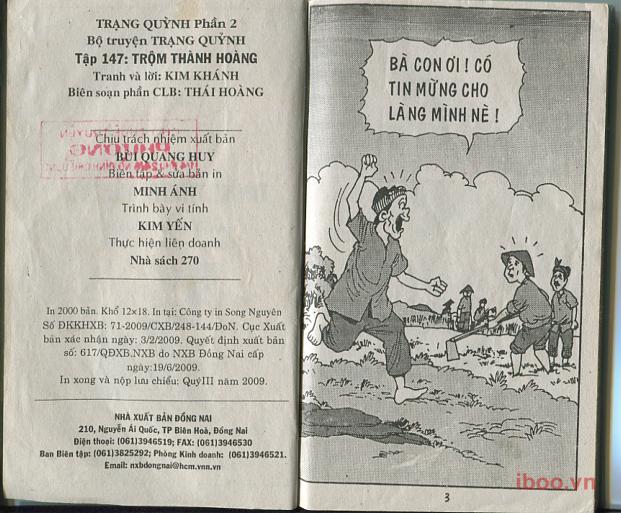 TRẠNG QUỲNH Phần 2
Bộ truyện TRẠNG QUỲNH
Tập 147: TRỘM THÀNH HOÀNG
Tranh và lời: KIM KHÁNH
Biên soạn phần CLB: THÁI HOÀNG
Chịu trách nhiệm xuất bản
BÙI QUANG HUY
Biên tập & sửa bản in
MINH ÁNH
Trình bày vi tính
KIM YẾN
Thực hiện liên doanh
Nhà sách 270
In 2000 bản. Khổ 12×18. In tại: Công ty in Song Nguyên
Số ĐKKHXB: 71-2009/CXB/248-144/ĐoN. Cục Xuất
bản xác nhận ngày: 3/2/2009. Quyết định xuất bản
số: 617/QĐXB.NXB do NXB Đồng Nai cấp
ngày:19/6/2009.
In xong và nộp lưu chiểu: QuýIII năm 2009.
NHÀ XUẤT BẢN ĐỒNG NAI
210, Nguyễn Ái Quốc, TP Biên Hoà, Đồng Nai
Điện thoại: (061)3946519; FAX: (061)3946530
Ban Biên tập: (061)3825292; Phòng Kinh doanh: (061)3946521.
Email: nxbdongnai@hcm.vnn.vn
BÀ CON ƠI ! CÓ
TIN MỪNG CHO
LÀNG MÌNH NÈ !
3
iboo.vn